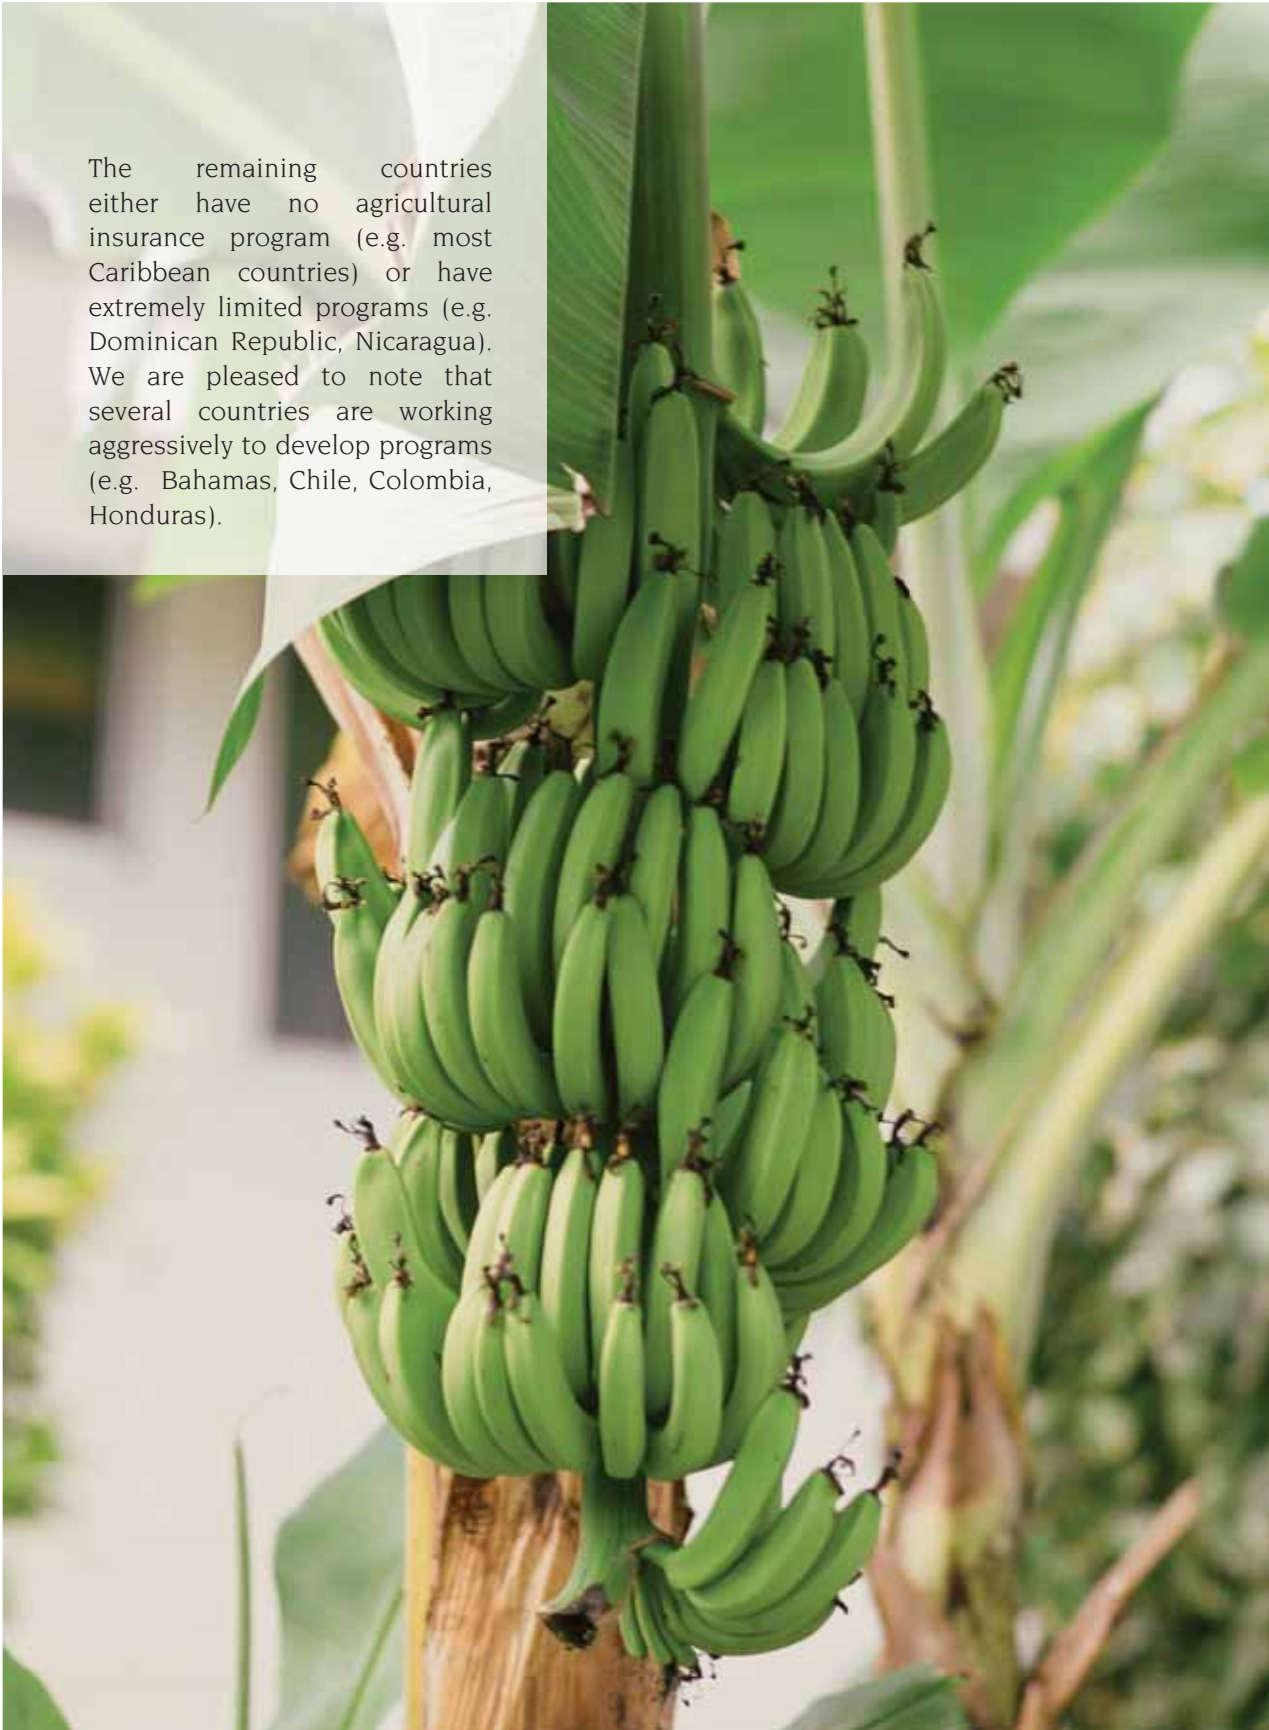 The remaining countries
either have no agricultural
insurance program (e.g. most
Caribbean countries) or have
extremely limited programs (e.g.
Dominican Republic, Nicaragua).
We are pleased to note that
several countries are working
aggressively to develop programs
(e.g. Bahamas, Chile, Colombia,
Honduras).